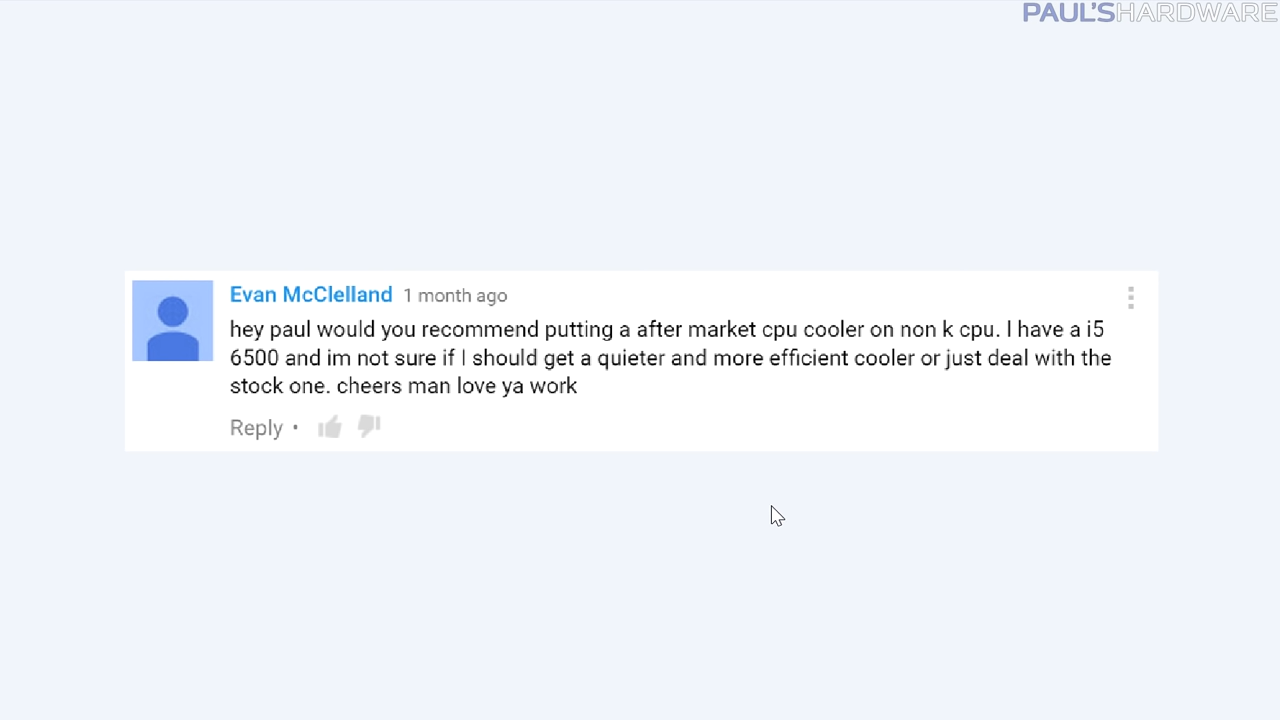 PAUL'SHARDWARE
Evan McClelland 1 month ago
hey paul would you recommend putting a after market cpu cooler on non k cpu. I have a i5
6500 and im not sure if I should get a quieter and more efficient cooler or just deal with the
stock one. cheers man love ya work
Reply •